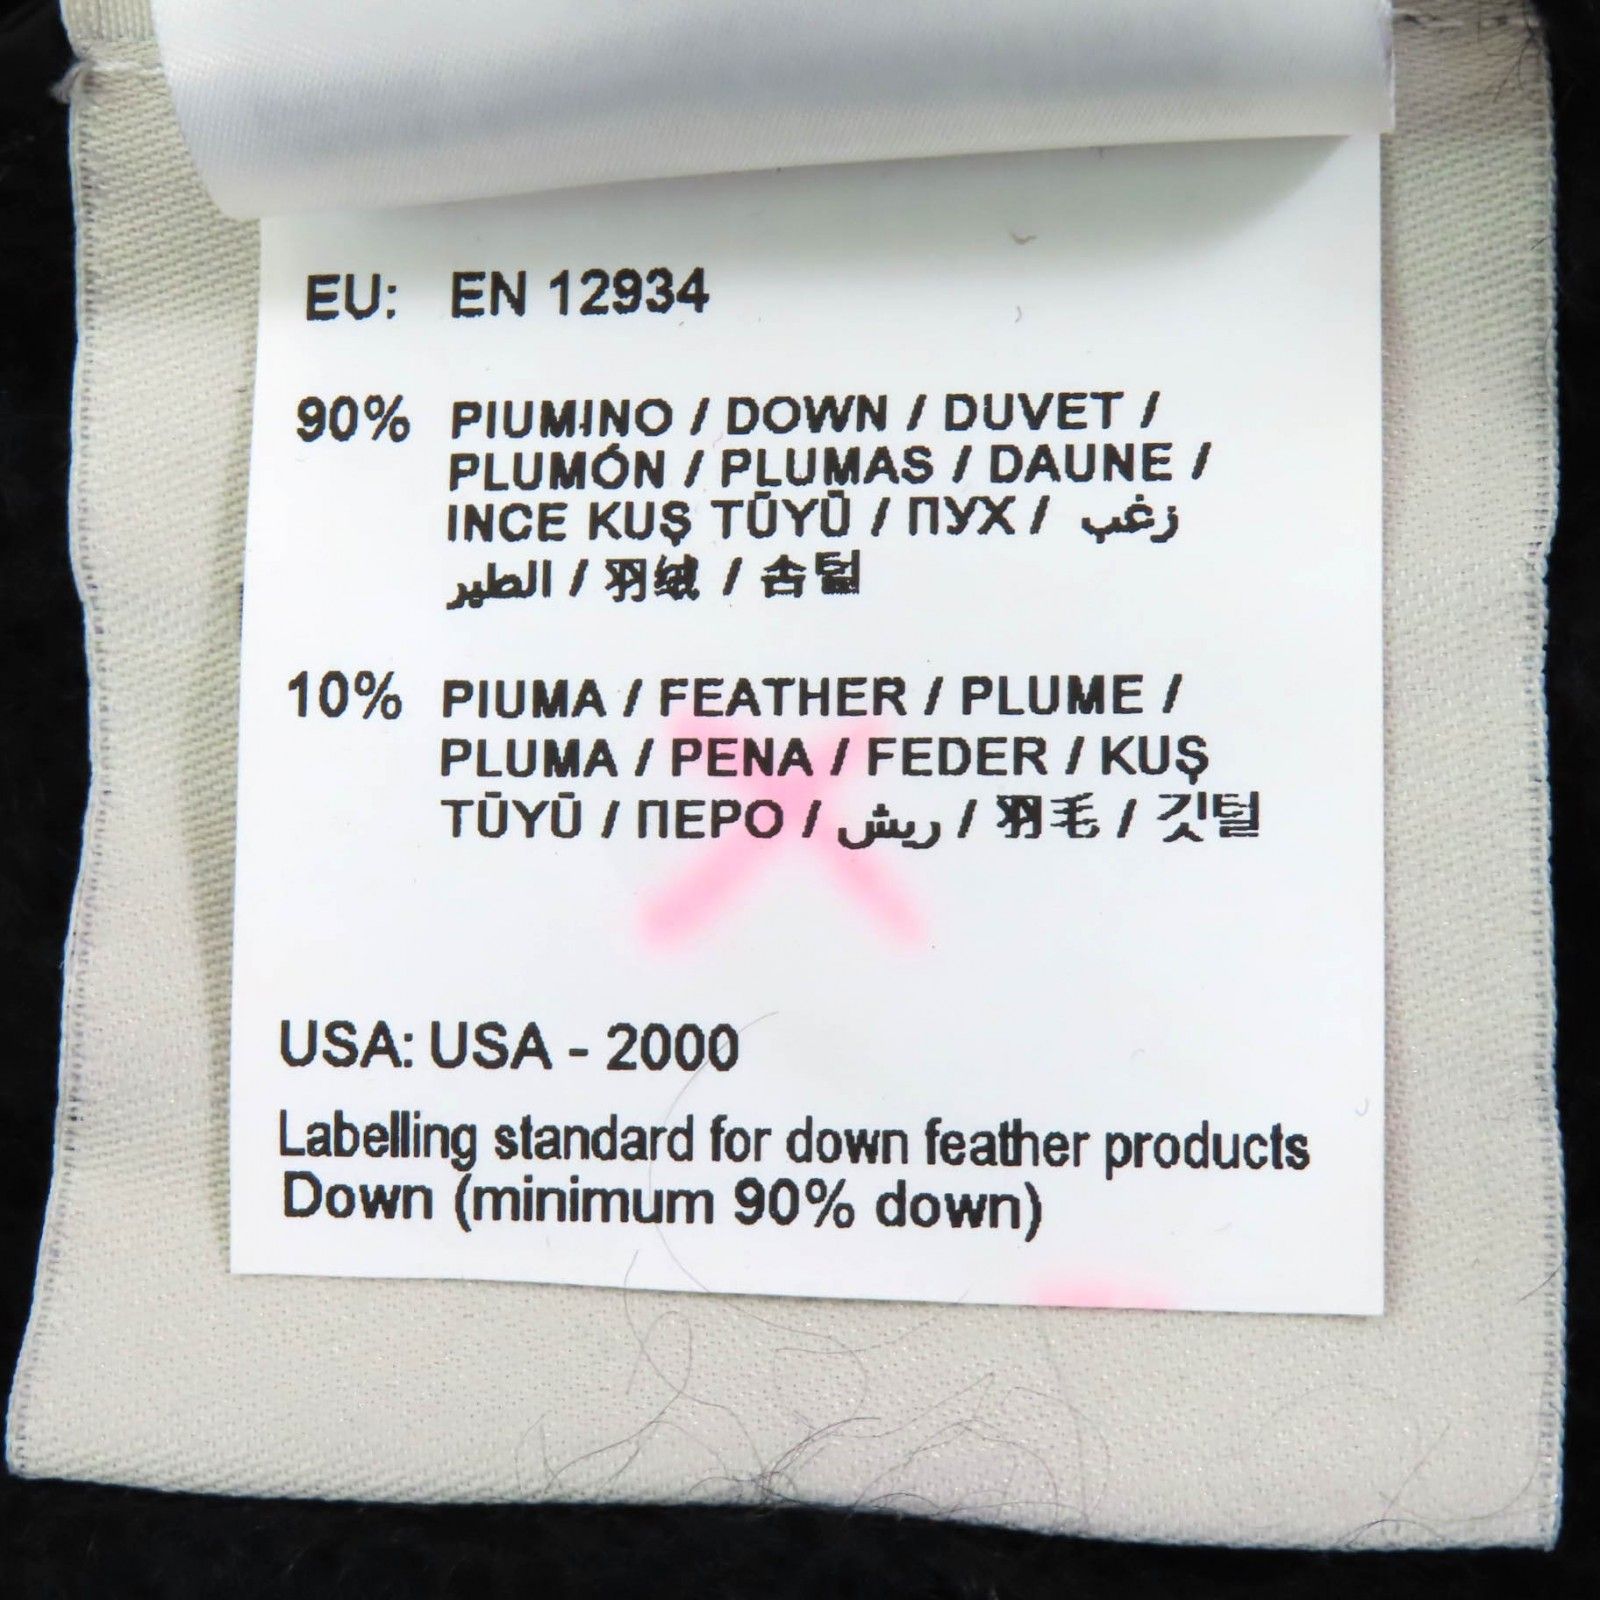 EU: EN 12934
90% PIUMINO / DOWN / DUVET /
PLUMÓN / PLUMAS / DAUNE /
INCE KUŞ TŪYŪ / ПУХ / زغب
الطير / 羽绒 / 솜털
10% PIUMA / FEATHER / PLUME /
PLUMA / PENA / FEDER / KUŞ
TŪYŪ / ПЕРО / ريش / 羽毛 / 깃털
USA: USA - 2000
Labelling standard for down feather products
Down (minimum 90% down)